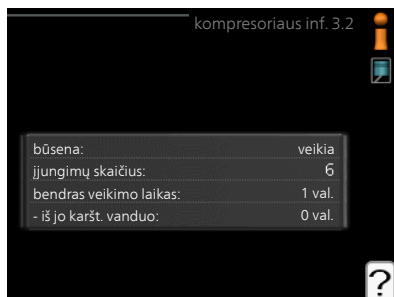 kompresoriaus inf. 3.2
būsena: veikia
įjungimų skaičius: 6
bendras veikimo laikas: 1 val.
- iš jo karšt. vanduo: 0 val.
?